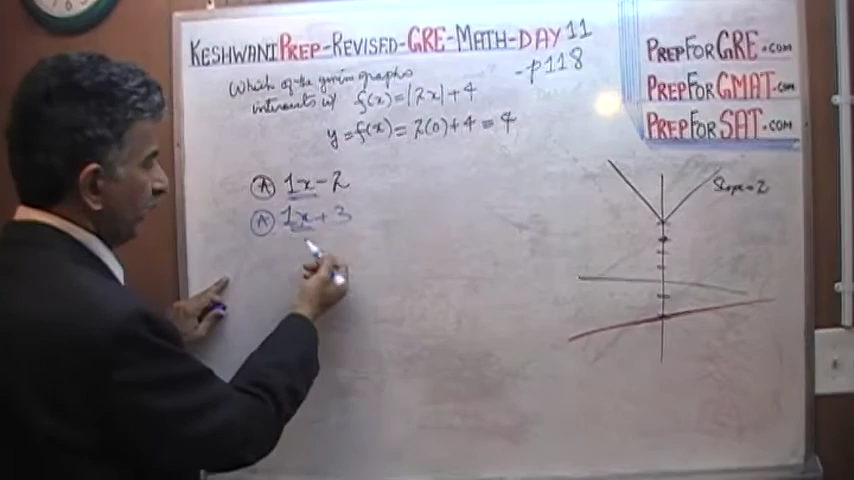 KESHWANI PREP-REVISED-GRE-MATH-DAY 11
-p118
Which of the given graphs
intersects w/ f(x)=|2x|+4
y=f(x)=2(0)+4=4
A 1x-2
A 1x+3
Slope=2
PREPFORGRE.COM
PREPFORGMAT.COM
PREPFORSAT.COM